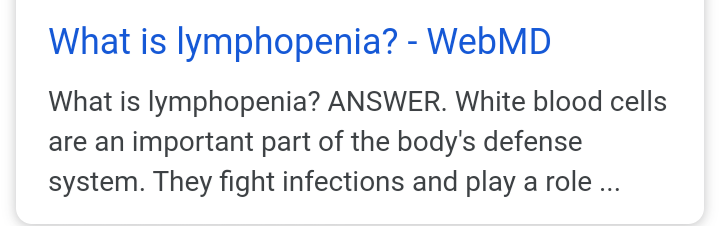 What is lymphopenia? - WebMD
What is lymphopenia? ANSWER. White blood cells
are an important part of the body's defense
system. They fight infections and play a role ...